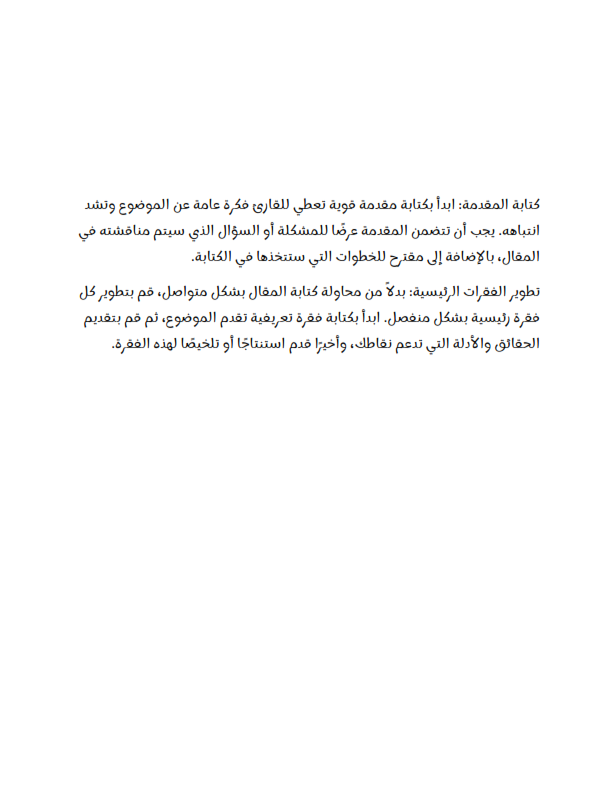 كتابة المقدمة: ابدأ بكتابة مقدمة قوية تعطي للقارئ فكرة عامة عن الموضوع وتشد
انتباهه. يجب أن تتضمن المقدمة عرضًا للمشكلة أو السؤال الذي سيتم مناقشته في
المقال، بالإضافة إلى مقترح للخطوات التي ستتخذها في الكتابة.
تطوير الفقرات الرئيسية: بدلاً من محاولة كتابة المقال بشكل متواصل، قم بتطوير كل
فقرة رئيسية بشكل منفصل. ابدأ بكتابة فقرة تعريفية تقدم الموضوع، ثم قم بتقديم
الحقائق والأدلة التي تدعم نقاطك، وأخيرًا قدم استنتاجًا أو تلخيصًا لهذه الفقرة.